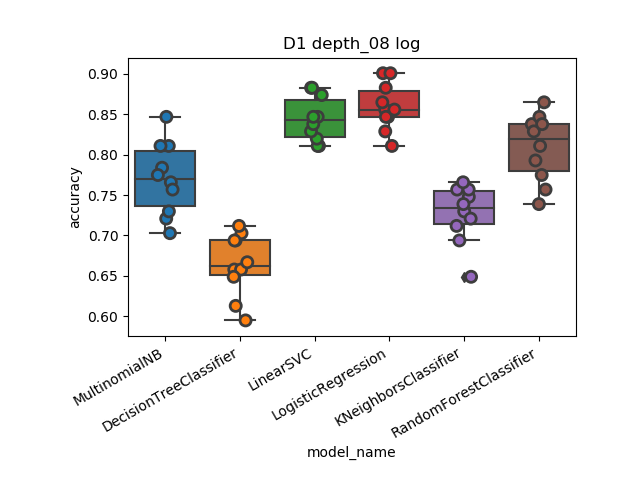 D1 depth_08 log
0.90
0.85
0.80
0.75
0.70
0.65
0.60
accuracy
MultinomialNB
DecisionTreeClassifier
LinearSVC
LogisticRegression
KNeighborsClassifier
RandomForestClassifier
model_name